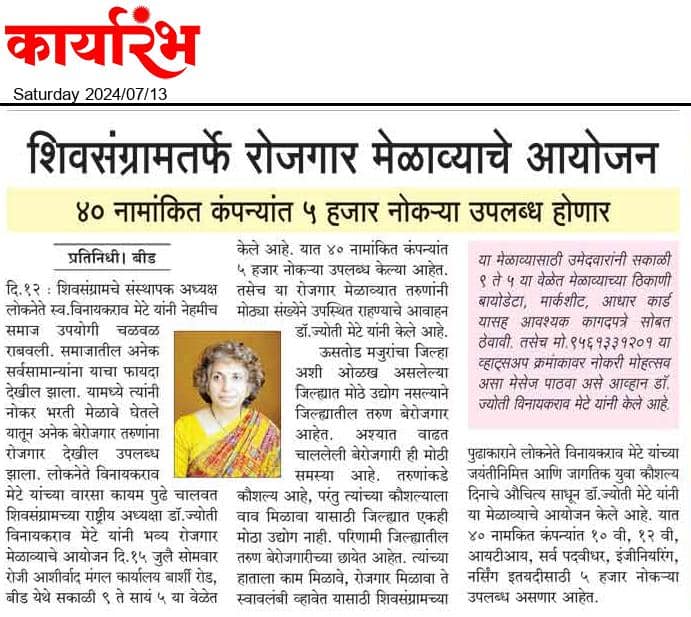 कार्यारंभ
Saturday 2024/07/13
शिवसंग्रामतर्फे रोजगार मेळाव्याचे आयोजन
४० नामांकित कंपन्यांत ५ हजार नोकऱ्या उपलब्ध होणार
प्रतिनिधी। बीड
दि.१२ : शिवसंग्रामचे संस्थापक अध्यक्ष
लोकनेते स्व.विनायकराव मेटे यांनी नेहमीच
समाज उपयोगी चळवळ
राबवली. समाजातील अनेक
सर्वसामान्यांना याचा फायदा
देखील झाला. यामध्ये त्यांनी
नोकर भरती मेळावे घेतले
यातून अनेक बेरोजगार तरुणांना
रोजगार देखील उपलब्ध
झाला. लोकनेते विनायकराव
मेटे यांच्या वारसा कायम पुढे चालवत
शिवसंग्रामच्या राष्ट्रीय अध्यक्षा डॉ.ज्योती
विनायकराव मेटे यांनी भव्य रोजगार
मेळाव्याचे आयोजन दि.१५ जुलै सोमवार
रोजी आशीर्वाद मंगल कार्यालय बार्शी रोड,
बीड येथे सकाळी ९ ते सायं ५ या वेळेत
केले आहे. यात ४० नामांकित कंपन्यांत
५ हजार नोकऱ्या उपलब्ध केल्या आहेत.
तसेच या रोजगार मेळाव्यात तरुणांनी
मोठ्या संख्येने उपस्थित राहण्याचे आवाहन
डॉ.ज्योती मेटे यांनी केले आहे.
ऊसतोड मजुरांचा जिल्हा
अशी ओळख असलेल्या
जिल्ह्यात मोठे उद्योग नसल्याने
जिल्ह्यातील तरुण बेरोजगार
आहेत. अश्यात वाढत
चाललेली बेरोजगारी ही मोठी
समस्या आहे. तरुणांकडे
कौशल्य आहे, परंतु त्यांच्या कौशल्याला
वाव मिळावा यासाठी जिल्ह्यात एकही
मोठा उद्योग नाही. परिणामी जिल्ह्यातील
तरुण बेरोजगारीच्या छायेत आहेत. त्यांच्या
हाताला काम मिळावे, रोजगार मिळावा ते
स्वावलंबी व्हावेत यासाठी शिवसंग्रामच्या
या मेळाव्यासाठी उमेदवारांनी सकाळी
९ ते ५ या वेळेत मेळाव्याच्या ठिकाणी
बायोडेटा, मार्कशीट, आधार कार्ड
यासह आवश्यक कागदपत्रे सोबत
ठेवावी. तसेच मो.९५६१३३१२०१ या
व्हाट्सअप क्रमांकावर नोकरी मोहत्सव
असा मेसेज पाठवा असे आव्हान डॉ.
ज्योती विनायकराव मेटे यांनी केले आहे.
पुढाकाराने लोकनेते विनायकराव मेटे यांच्या
जयंतीनिमित्त आणि जागतिक युवा कौशल्य
दिनाचे औचित्य साधून डॉ.ज्योती मेटे यांनी
या मेळाव्याचे आयोजन केले आहे. यात
४० नामकित कंपन्यांत १० वी, १२ वी,
आयटीआय, सर्व पदवीधर, इंजीनियरिंग,
नर्सिंग इतयदीसाठी ५ हजार नोकऱ्या
उपलब्ध असणार आहेत.